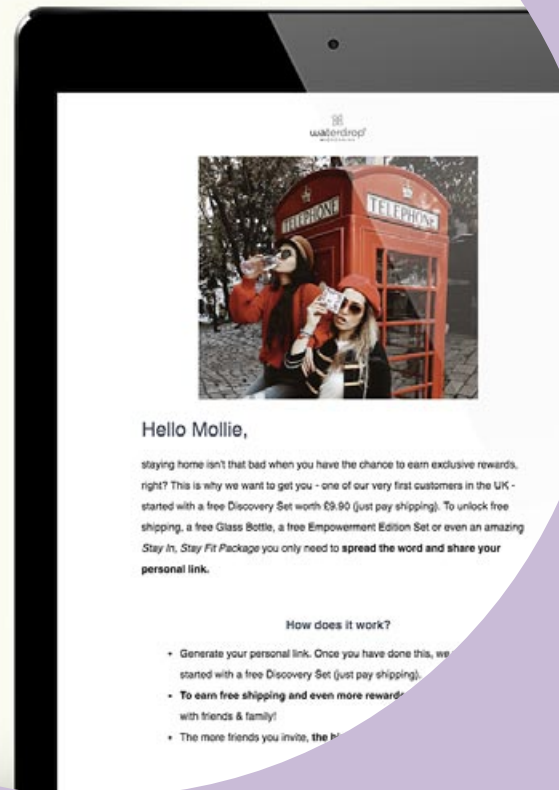 waterdrop®
TELEPHONE
TELEPHONE
Hello Mollie,
staying home isn't that bad when you have the chance to earn exclusive rewards,
right? This is why we want to get you - one of our very first customers in the UK -
started with a free Discovery Set worth £9.90 (just pay shipping). To unlock free
shipping, a free Glass Bottle, a free Empowerment Edition Set or even an amazing
Stay In, Stay Fit Package you only need to spread the word and share your
personal link.
How does it work?
• Generate your personal link. Once you have done this, we
started with a free Discovery Set (just pay shipping).
• To earn free shipping and even more rewards
with friends & family!
• The more friends you invite, the